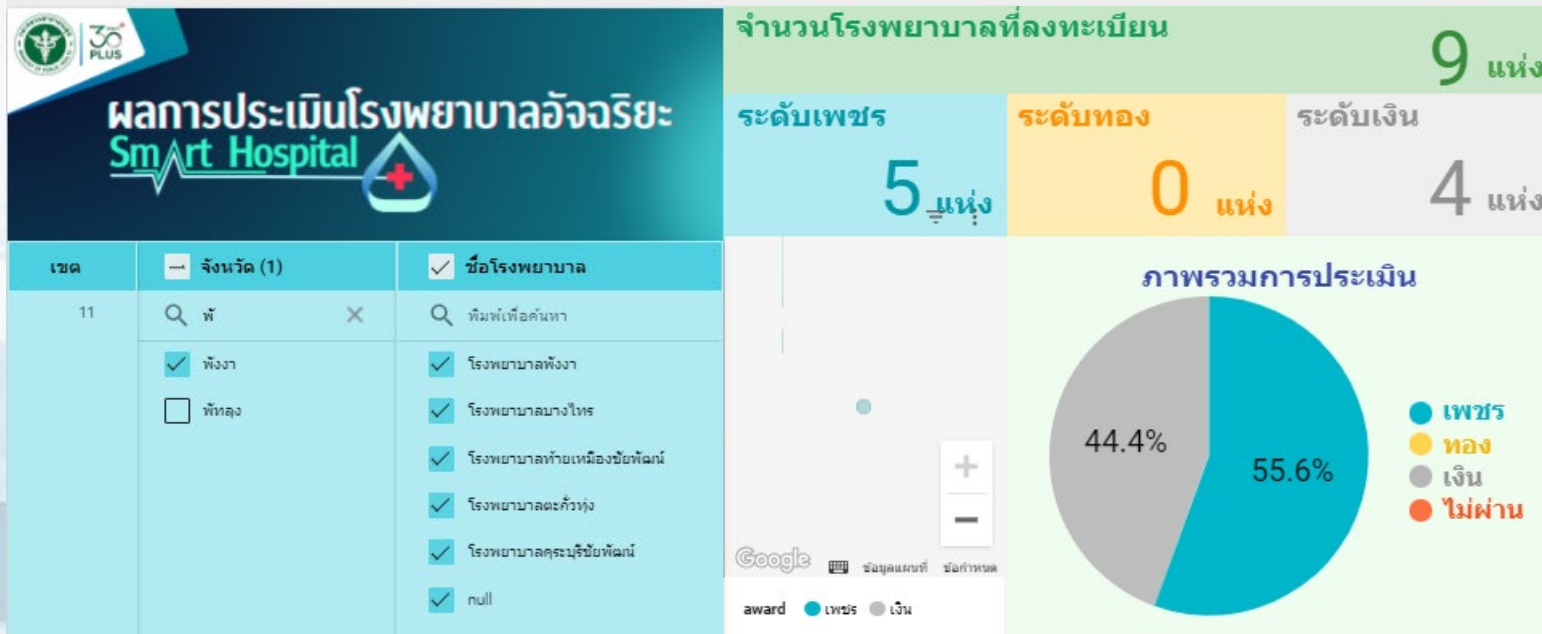 30
PLUS
ผลการประเมินโรงพยาบาลอัจฉริยะ
Smart Hospital
จำนวนโรงพยาบาลที่ลงทะเบียน
9 แห่ง
ระดับเพชร
5 แห่ง
ระดับทอง
0 แห่ง
ระดับเงิน
4 แห่ง
เขต
จังหวัด (1)
ชื่อโรงพยาบาล
11
พั
พิมพ์เพื่อค้นหา
พังงา
พัทลุง
โรงพยาบาลพังงา
โรงพยาบาลบางไทร
โรงพยาบาลท้ายเหมืองชัยพัฒน์
โรงพยาบาลตะกั่วทุ่ง
โรงพยาบาลคุระบุรีชัยพัฒน์
null
Google
ข้อมูลแผนที่ ข้อกำหนด
award เพชร เงิน
ภาพรวมการประเมิน
44.4%
55.6%
เพชร
ทอง
เงิน
ไม่ผ่าน